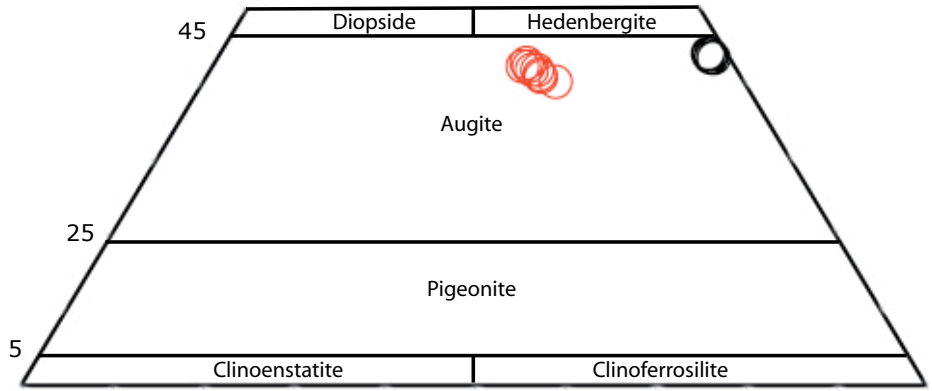 45
Diopside
Hedenbergite
Augite
25
Pigeonite
5
Clinoenstatite
Clinoferrosilite